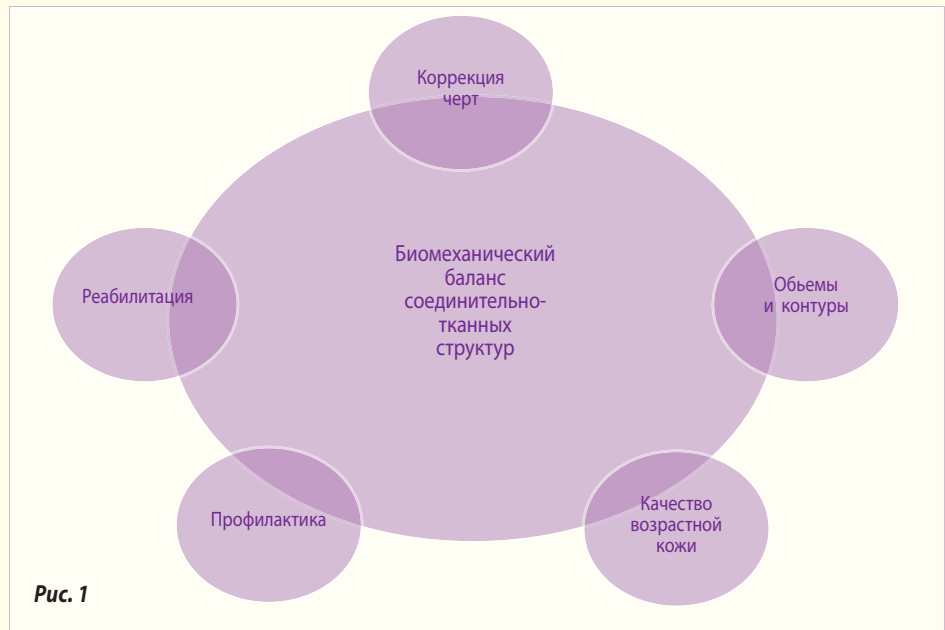 Коррекция
черт
Биомеханический
баланс
соединительно-
тканных
структур
Реабилитация
Обьемы
и контуры
Профилактика
Качество
возрастной
кожи
Рис. 1